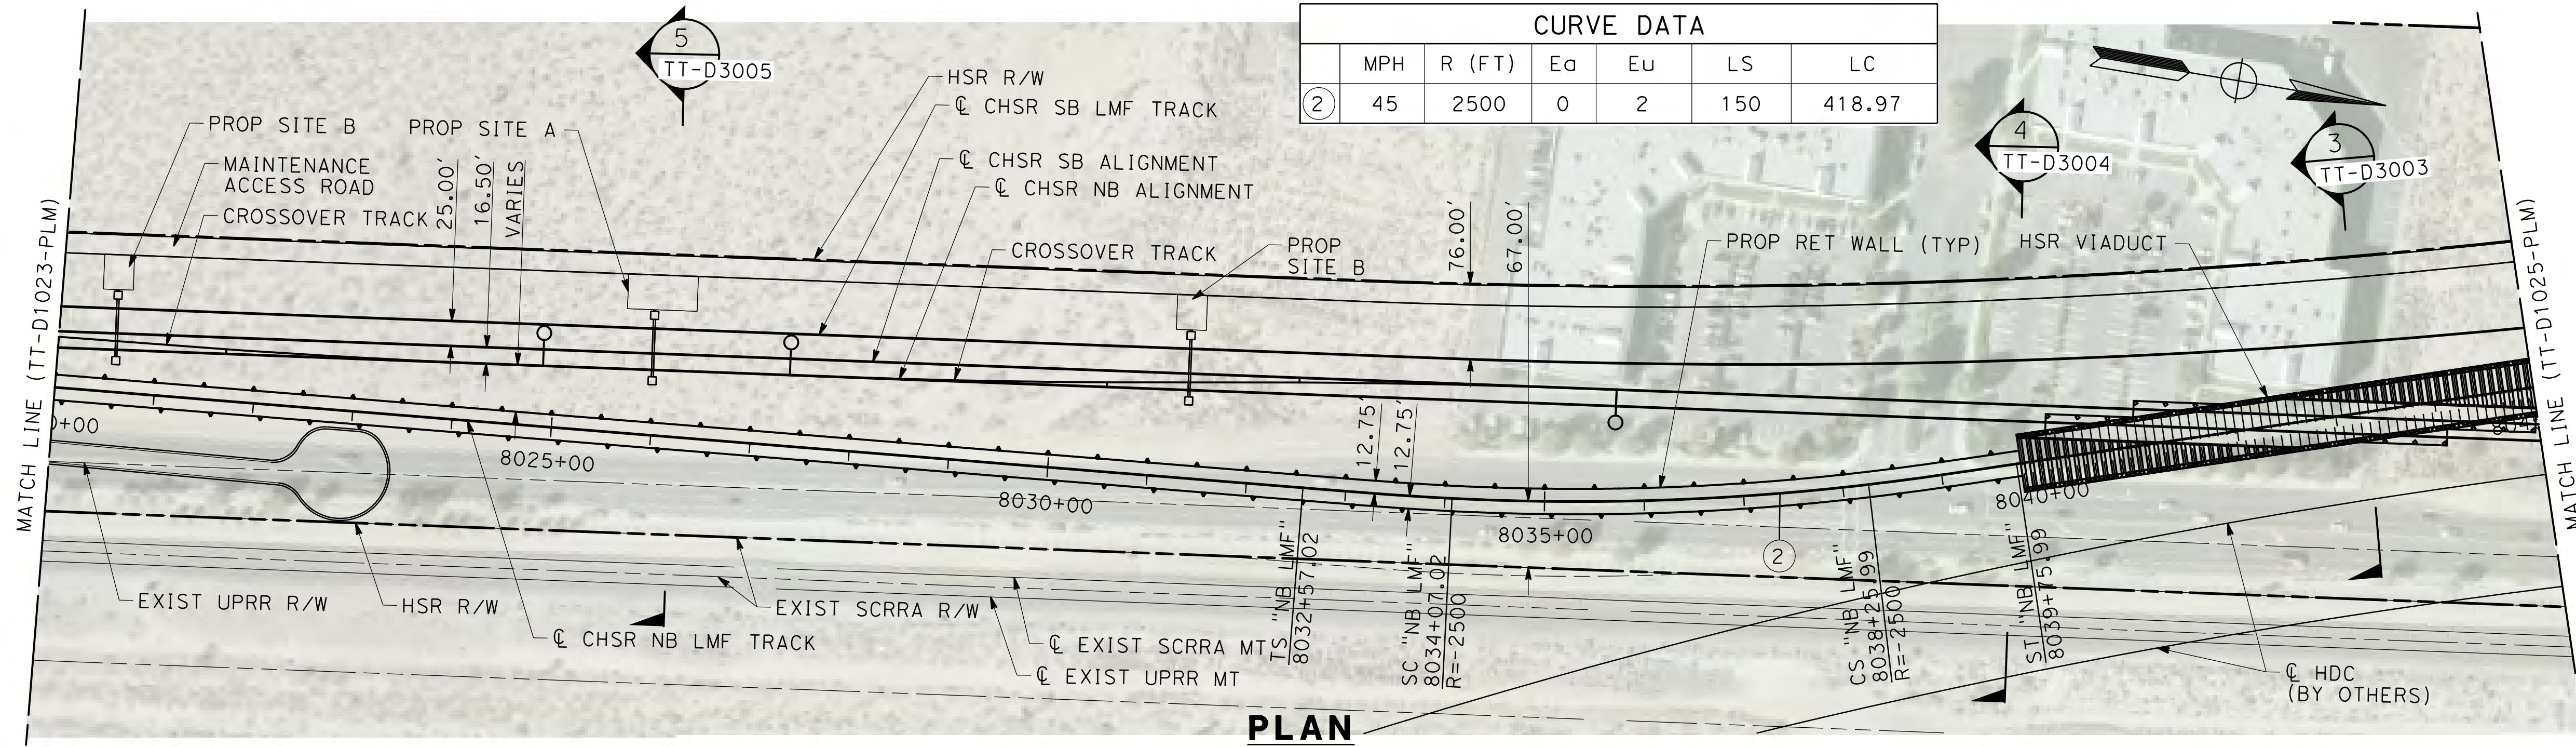 CURVE DATA
MPH R (FT) Ea Eu LS LC
2 45 2500 0 2 150 418.97
5
TT-D3005
4
TT-D3004
3
TT-D3003
HSR R/W
℄ CHSR SB LMF TRACK
℄ CHSR SB ALIGNMENT
℄ CHSR NB ALIGNMENT
CROSSOVER TRACK
PROP SITE B
PROP SITE A
MAINTENANCE
ACCESS ROAD
CROSSOVER TRACK
25.00'
16.50'
VARIES
PROP
SITE B
76.00'
67.00'
PROP RET WALL (TYP)
HSR VIADUCT
MATCH LINE (TT-D1023-PLM)
MATCH LINE (TT-D1025-PLM)
12.75'
12.75'
0+00
8025+00
8030+00
8035+00
8040+00
2
TS "NB LMF"
8032+57.02
SC "NB LMF"
8034+07.02
R=-2500
CS "NB LMF"
8038+25.99
R=-2500
ST "NB LMF"
8039+75.99
EXIST UPRR R/W
HSR R/W
℄ CHSR NB LMF TRACK
EXIST SCRRA R/W
℄ EXIST SCRRA MT
℄ EXIST UPRR MT
℄ HDC
(BY OTHERS)
PLAN